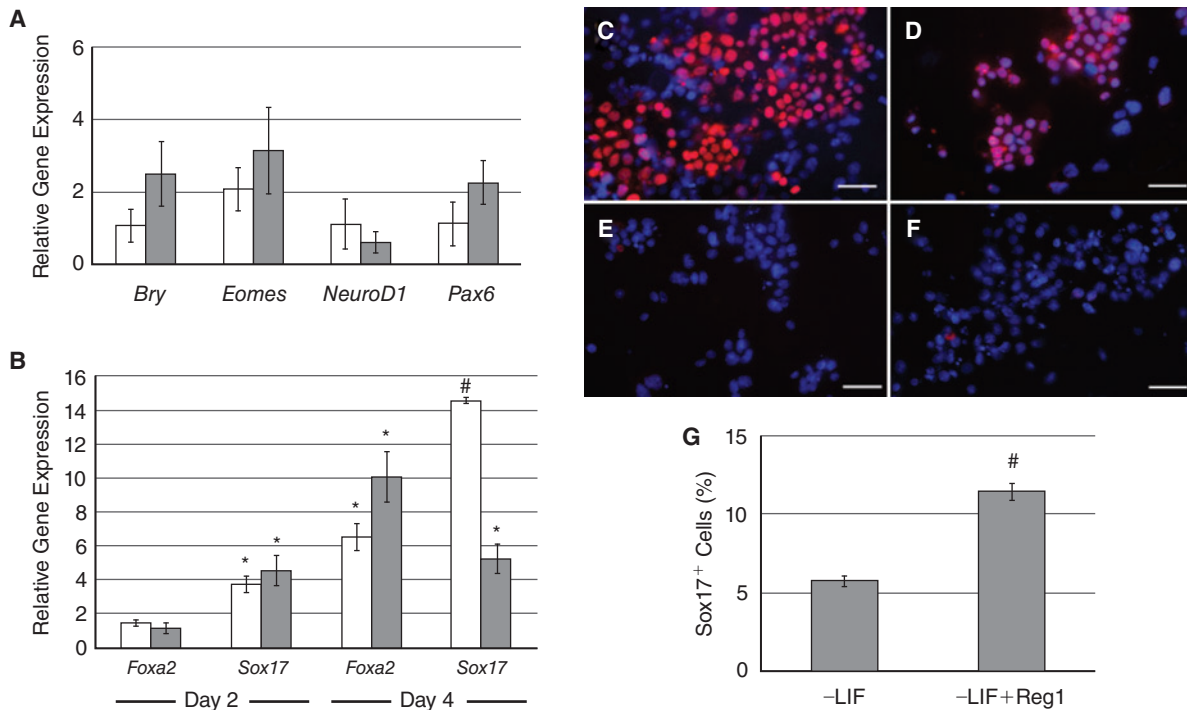 A
Relative Gene Expression
6
4
2
0
Bry Eomes NeuroD1 Pax6
B
Relative Gene Expression
16
14
12
10
8
6
4
2
0
* * * * # *
Foxa2 Sox17 Foxa2 Sox17
Day 2 Day 4
C D
E F
G
Sox17+ Cells (%)
15
10
5
0
#
–LIF –LIF+Reg1